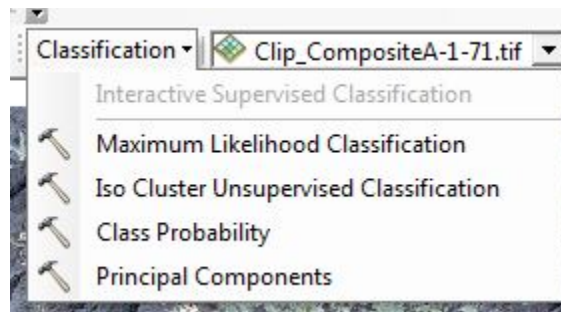 Classification Clip_CompositeA-1-71.tif
Interactive Supervised Classification
Maximum Likelihood Classification
Iso Cluster Unsupervised Classification
Class Probability
Principal Components